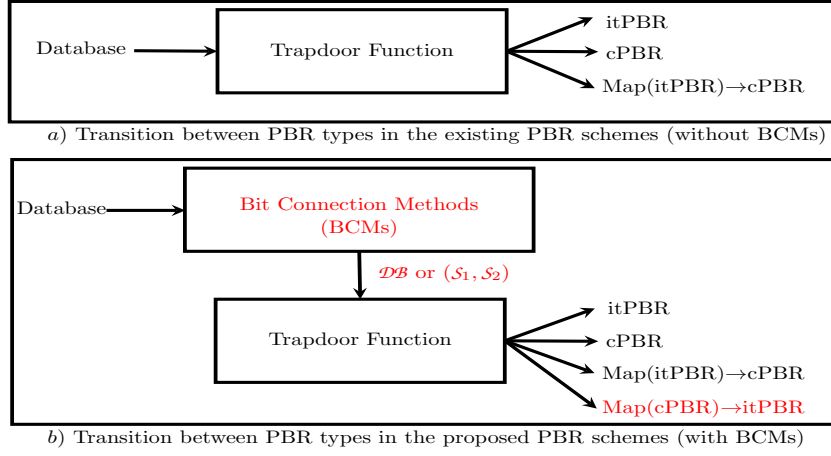 itPBR
Database
Trapdoor Function
cPBR
Map(itPBR)→cPBR
a) Transition between PBR types in the existing PBR schemes (without BCMs)
Database
Bit Connection Methods
(BCMs)
𝒟ℬ or (𝒮₁, 𝒮₂)
itPBR
Trapdoor Function
cPBR
Map(itPBR)→cPBR
Map(cPBR)→itPBR
b) Transition between PBR types in the proposed PBR schemes (with BCMs)